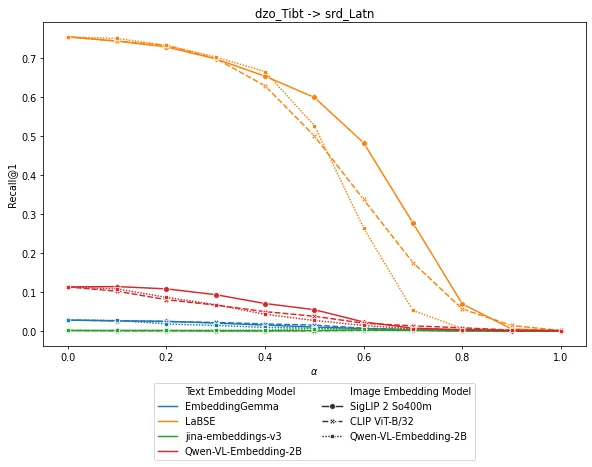 dzo_Tibt -> srd_Latn
Recall@1
0.7
0.6
0.5
0.4
0.3
0.2
0.1
0.0
0.0 0.2 0.4 0.6 0.8 1.0
α
Text Embedding Model Image Embedding Model
EmbeddingGemma SigLIP 2 So400m
LaBSE CLIP ViT-B/32
jina-embeddings-v3 Qwen-VL-Embedding-2B
Qwen-VL-Embedding-2B